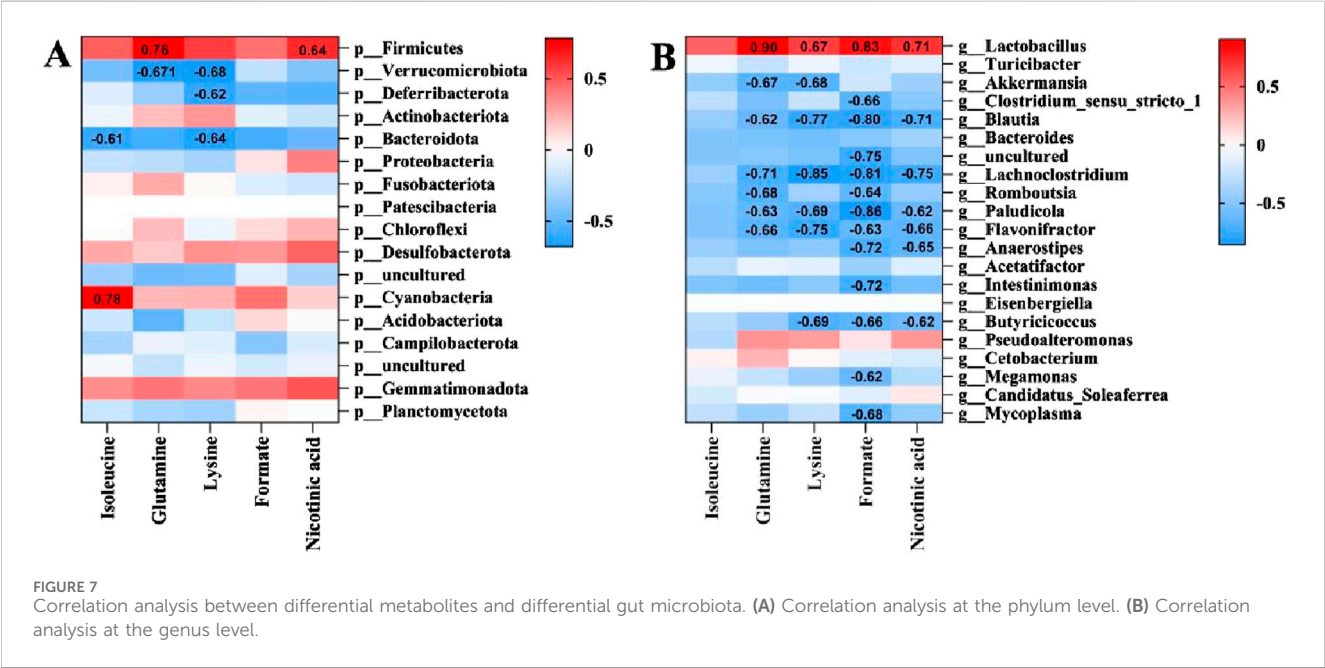 A
0.76 0.64 p__Firmicutes
-0.671 -0.68 p__Verrucomicrobiota
-0.62 p__Deferribacterota
p__Actinobacteriota
-0.61 -0.64 p__Bacteroidota
p__Proteobacteria
p__Fusobacteriota
p__Patescibacteria
p__Chloroflexi
p__Desulfobacterota
p__uncultured
0.78 p__Cyanobacteria
p__Acidobacteriota
p__Campilobacterota
p__uncultured
p__Gemmatimonadota
p__Planctomycetota
Isoleucine
Glutamine
Lysine
Formate
Nicotinic acid
0.5
0
-0.5
B
0.90 0.67 0.83 0.71 g__Lactobacillus
g__Turicibacter
-0.67 -0.68 g__Akkermansia
-0.66 g__Clostridium_sensu_stricto_1
-0.62 -0.77 -0.80 -0.71 g__Blautia
g__Bacteroides
-0.75 g__uncultured
-0.71 -0.85 -0.81 -0.75 g__Lachnoclostridium
-0.68 -0.64 g__Romboutsia
-0.63 -0.69 -0.86 -0.62 g__Paludicola
-0.66 -0.75 -0.63 -0.66 g__Flavonifractor
-0.72 -0.65 g__Anaerostipes
g__Acetatifactor
-0.72 g__Intestinimonas
g__Eisenbergiella
-0.69 -0.66 -0.62 g__Butyricicoccus
g__Pseudoalteromonas
g__Cetobacterium
-0.62 g__Megamonas
g__Candidatus_Soleaferrea
-0.68 g__Mycoplasma
Isoleucine
Glutamine
Lysine
Formate
Nicotinic acid
0.5
0
-0.5
FIGURE 7
Correlation analysis between differential metabolites and differential gut microbiota. (A) Correlation analysis at the phylum level. (B) Correlation
analysis at the genus level.